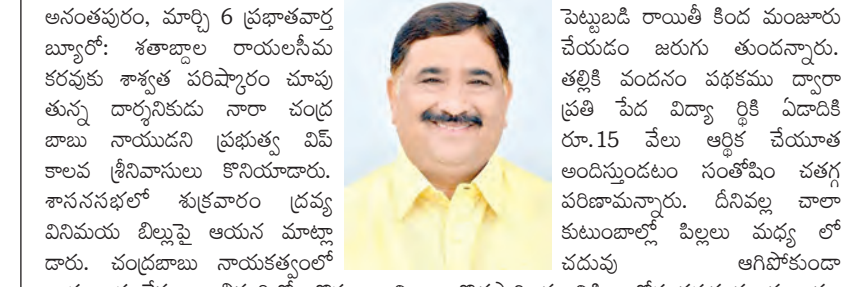 అనంతపురం, మార్చి 6 ప్రభాతవార్త
బ్యూరో: శతాబ్దాల రాయలసీమ
కరవుకు శాశ్వత పరిష్కారం చూపు
తున్న దార్శనికుడు నారా చంద్ర
బాబు నాయుడని ప్రభుత్వ విప్
కాలవ శ్రీనివాసులు కొనియాడారు.
శాసనసభలో శుక్రవారం ద్రవ్య
వినిమయ బిల్లుపై ఆయన మాట్లా
డారు. చంద్రబాబు నాయకత్వంలో
పెట్టుబడి రాయితీ కింద మంజూరు
చేయడం జరుగు తుందన్నారు.
తల్లికి వందనం పథకము ద్వారా
ప్రతి పేద విద్యా ర్థికి ఏడాదికి
రూ.15 వేలు ఆర్థిక చేయూత
అందిస్తుండటం సంతోషిం చతగ్గ
పరిణామన్నారు. దీనివల్ల చాలా
కుటుంబాల్లో పిల్లలు మధ్య లో
చదువు ఆగిపోకుండా